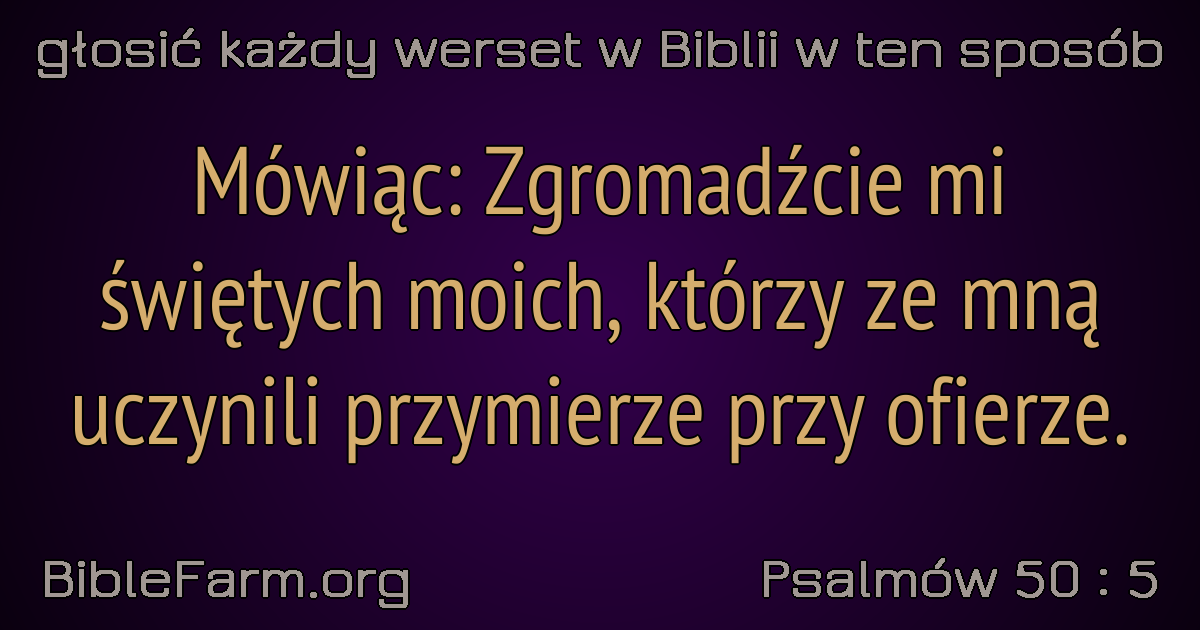 głosić każdy werset w Biblii w ten sposób
Mówiąc: Zgromadźcie mi
świętych moich, którzy ze mną
uczynili przymierze przy ofierze.
BibleFarm.org
Psalmów 50 : 5